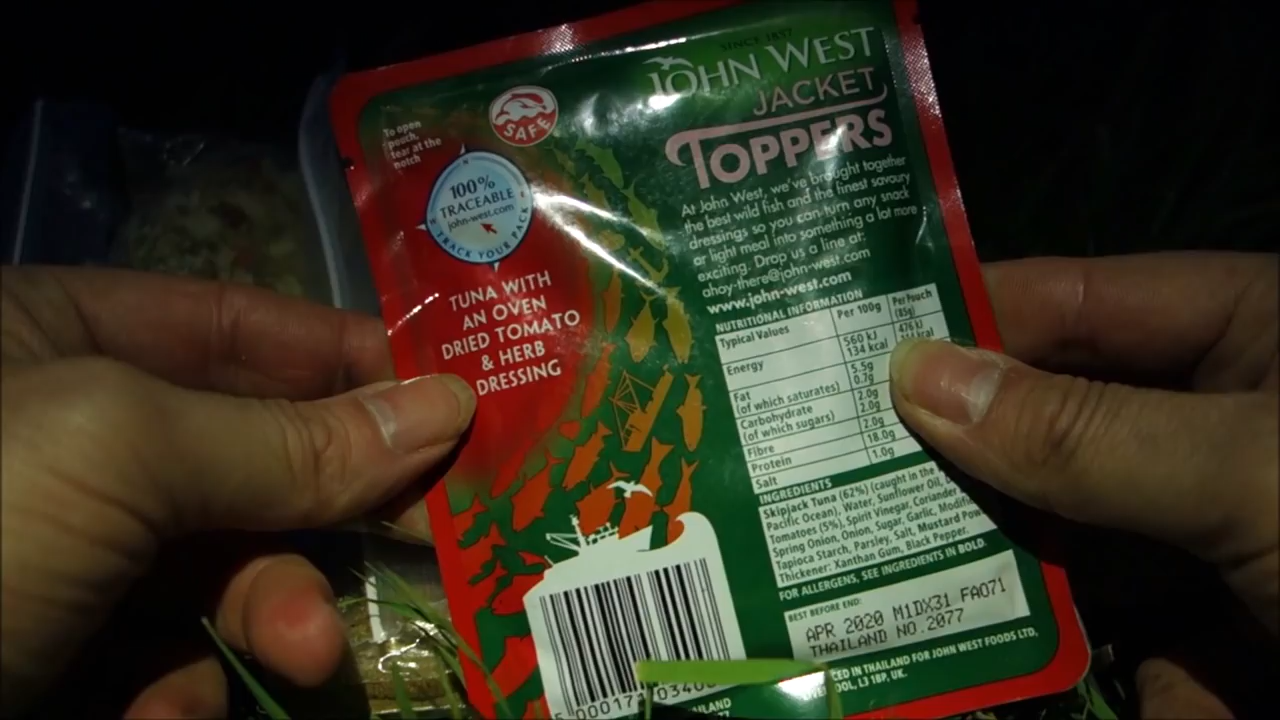 To open
pouch,
tear at the
notch
SAFE
100%
TRACEABLE
john-west.com
TRACK YOUR PACK
TUNA WITH
AN OVEN
DRIED TOMATO
& HERB
DRESSING
SINCE 1857
JOHN WEST
JACKET
TOPPERS
At John West, we've brought together
the best wild fish and the finest savoury
dressings so you can turn any snack
or light meal into something a lot more
exciting. Drop us a line at:
ahoy-there@john-west.com
www.john-west.com
NUTRITIONAL INFORMATION
Typical Values Per 100g Per Pouch (85g)
Energy 560 kJ 476 kJ
134 kcal kcal
Fat 5.5g
(of which saturates) 0.7g
Carbohydrate 2.0g
(of which sugars) 2.0g
Fibre 2.0g
Protein 18.0g
Salt 1.0g
INGREDIENTS
Skipjack Tuna (62%) (caught in the
Pacific Ocean), Water, Sunflower Oil,
Tomatoes (5%), Spirit Vinegar, Coriander
Spring Onion, Onion, Sugar, Garlic,
Tapioca Starch, Parsley, Salt, Mustard
Thickener: Xanthan Gum, Black Pepper.
FOR ALLERGENS, SEE INGREDIENTS IN BOLD.
BEST BEFORE END:
APR 2020 M1DX31 FA071
THAILAND NO.2077
IN THAILAND FOR JOHN WEST FOODS LTD,
L3 1BP, UK.